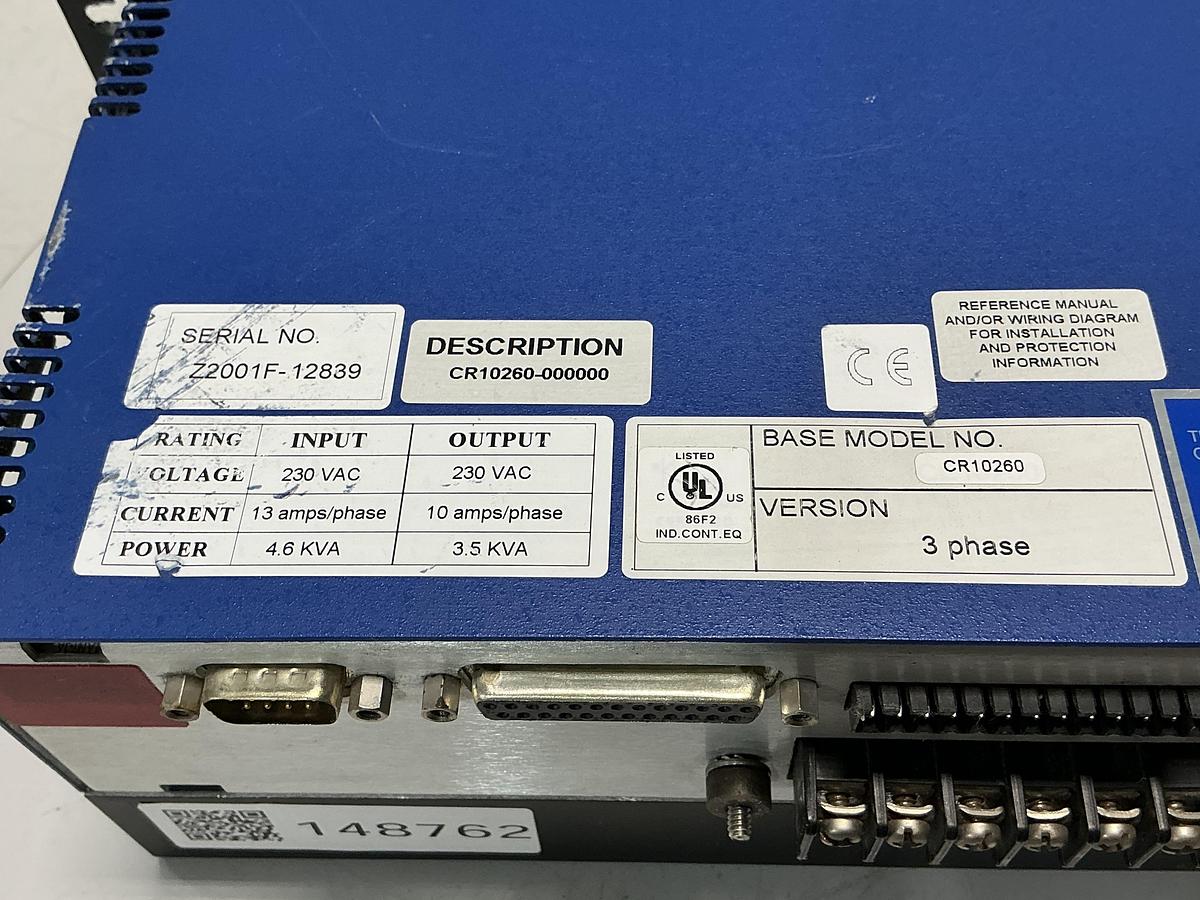 SERIAL NO.
Z2001F-12839
DESCRIPTION
CR10260-000000
CE
REFERENCE MANUAL
AND/OR WIRING DIAGRAM
FOR INSTALLATION
AND PROTECTION
INFORMATION
RATING INPUT OUTPUT
VOLTAGE 230 VAC 230 VAC
CURRENT 13 amps/phase 10 amps/phase
POWER 4.6 KVA 3.5 KVA
LISTED
C UL US
86F2
IND.CONT.EQ
BASE MODEL NO.
CR10260
VERSION
3 phase
148762